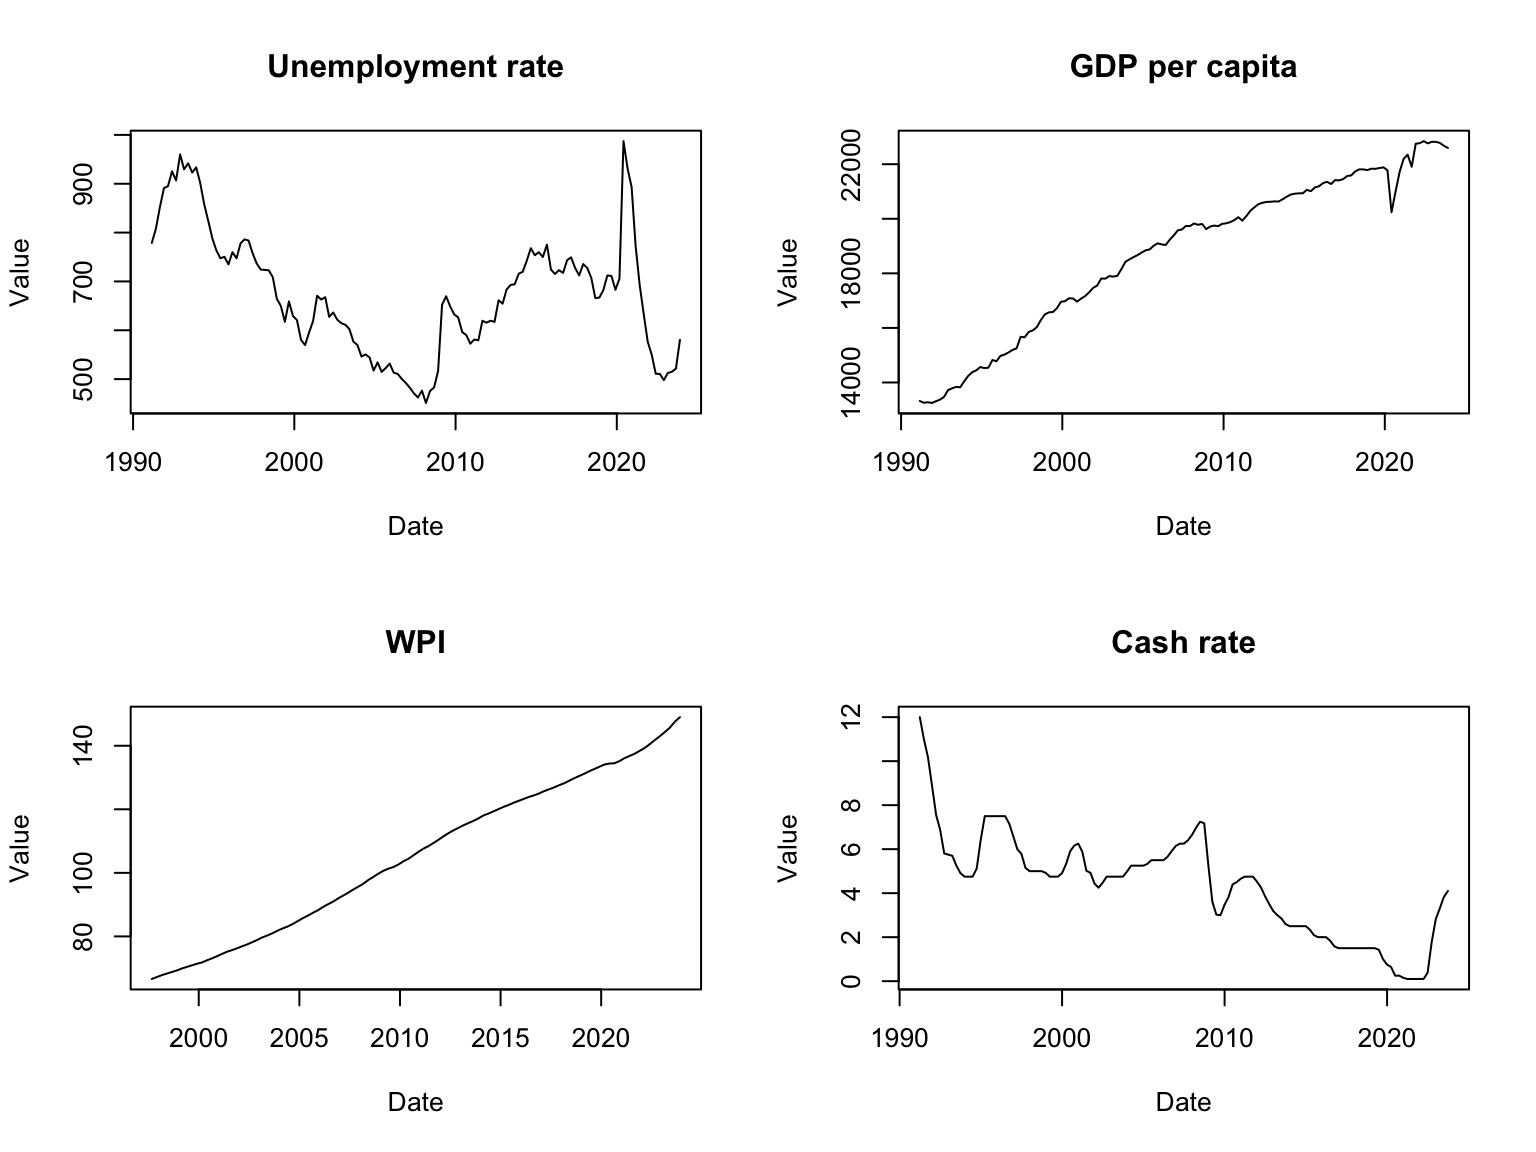 Unemployment rate
Value
900
700
500
1990 2000 2010 2020
Date
GDP per capita
Value
22000
18000
14000
1990 2000 2010 2020
Date
WPI
Value
140
100
80
2000 2005 2010 2015 2020
Date
Cash rate
Value
12
8
6
4
2
0
1990 2000 2010 2020
Date